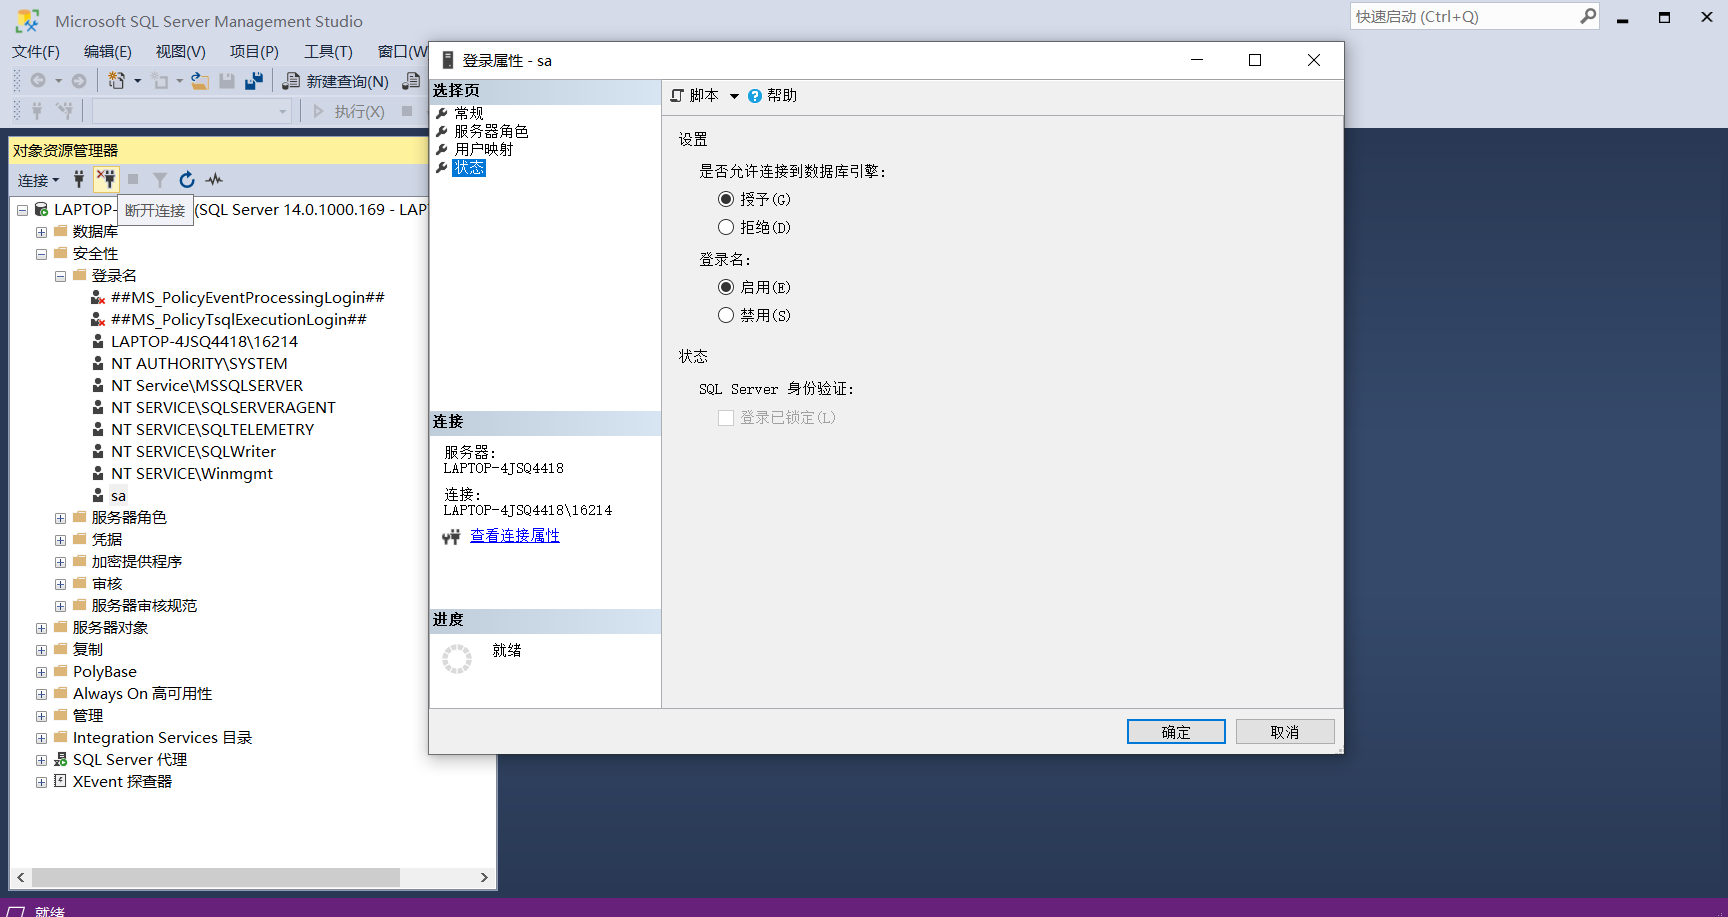 Microsoft SQL Server Management Studio
快速启动 (Ctrl+Q)
文件(F) 编辑(E) 视图(V) 项目(P) 工具(T) 窗口(W
新建查询(N)
执行(X)
对象资源管理器
连接
断开连接
LAPTOP- (SQL Server 14.0.1000.169 - LAPT
数据库
安全性
登录名
##MS_PolicyEventProcessingLogin##
##MS_PolicyTsqlExecutionLogin##
LAPTOP-4JSQ4418\16214
NT AUTHORITY\SYSTEM
NT Service\MSSQLSERVER
NT SERVICE\SQLSERVERAGENT
NT SERVICE\SQLTELEMETRY
NT SERVICE\SQLWriter
NT SERVICE\Winmgmt
sa
服务器角色
凭据
加密提供程序
审核
服务器审核规范
服务器对象
复制
PolyBase
Always On 高可用性
管理
Integration Services 目录
SQL Server 代理
XEvent 探查器
就绪
登录属性 - sa
选择页
常规
服务器角色
用户映射
状态
连接
服务器:
LAPTOP-4JSQ4418
连接:
LAPTOP-4JSQ4418\16214
查看连接属性
进度
就绪
脚本 帮助
设置
是否允许连接到数据库引擎:
授予(G)
拒绝(D)
登录名:
启用(E)
禁用(S)
状态
SQL Server 身份验证:
登录已锁定(L)
确定 取消